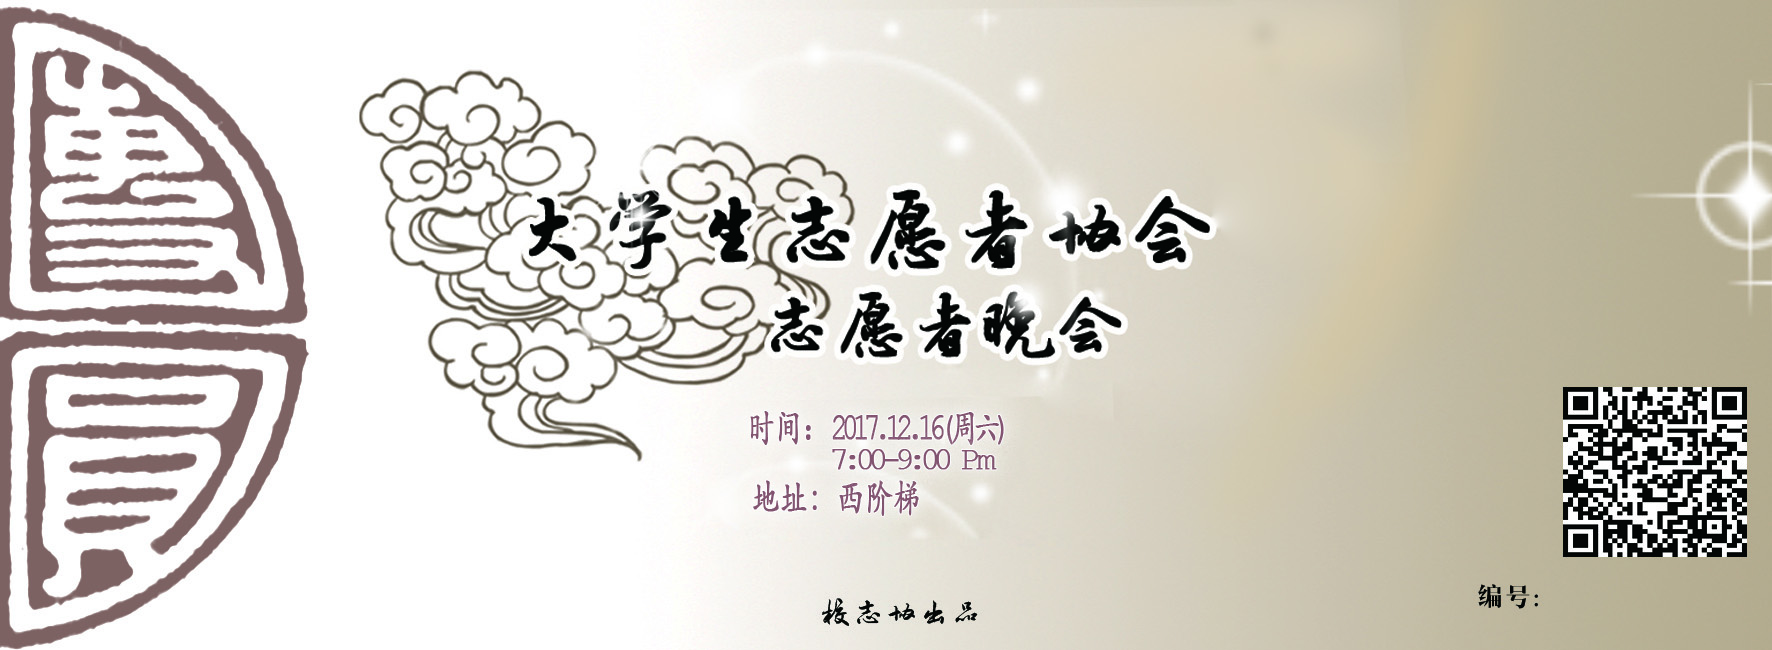 大学生志愿者协会
志愿者晚会
时间：2017.12.16(周六)
7:00-9:00 Pm
地址：西阶梯
校志协出品
编号: